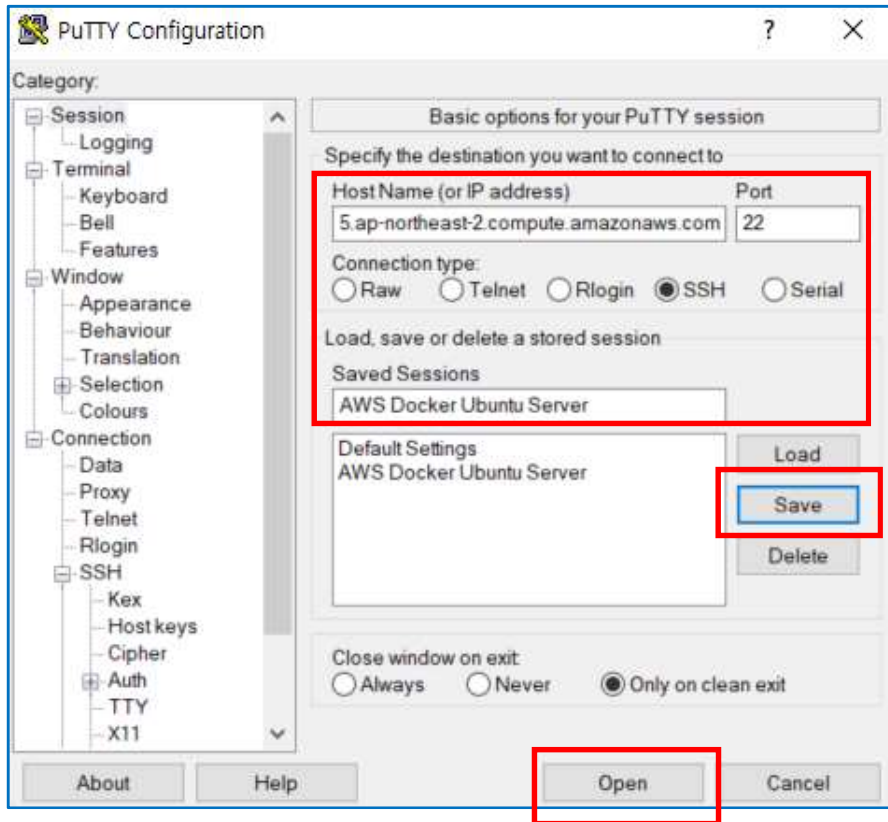 PuTTY Configuration
?
Category:
Session
Logging
Terminal
Keyboard
Bell
Features
Window
Appearance
Behaviour
Translation
Selection
Colours
Connection
Data
Proxy
Telnet
Rlogin
SSH
Kex
Host keys
Cipher
Auth
TTY
X11
Basic options for your PuTTY session
Specify the destination you want to connect to
Host Name (or IP address) Port
5.ap-northeast-2.compute.amazonaws.com 22
Connection type:
Raw Telnet Rlogin SSH Serial
Load, save or delete a stored session
Saved Sessions
AWS Docker Ubuntu Server
Default Settings
AWS Docker Ubuntu Server
Load
Save
Delete
Close window on exit:
Always Never Only on clean exit
About Help Open Cancel